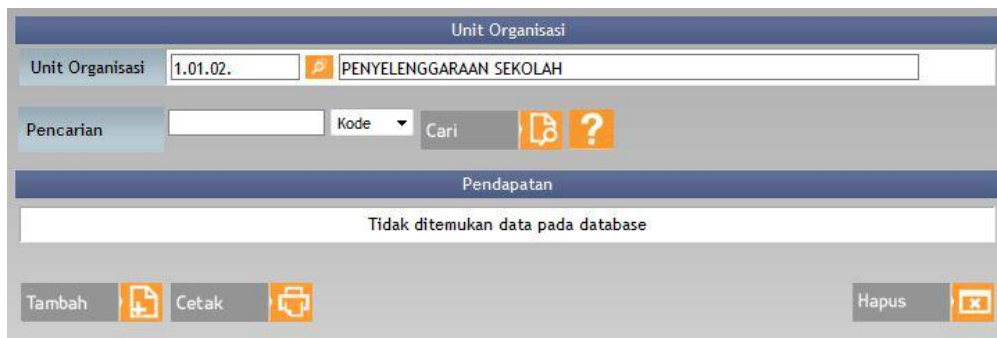 Unit Organisasi
Unit Organisasi 1.01.02. PENYELENGGARAAN SEKOLAH
Pencarian Kode Cari ?
Pendapatan
Tidak ditemukan data pada database
Tambah Cetak Hapus